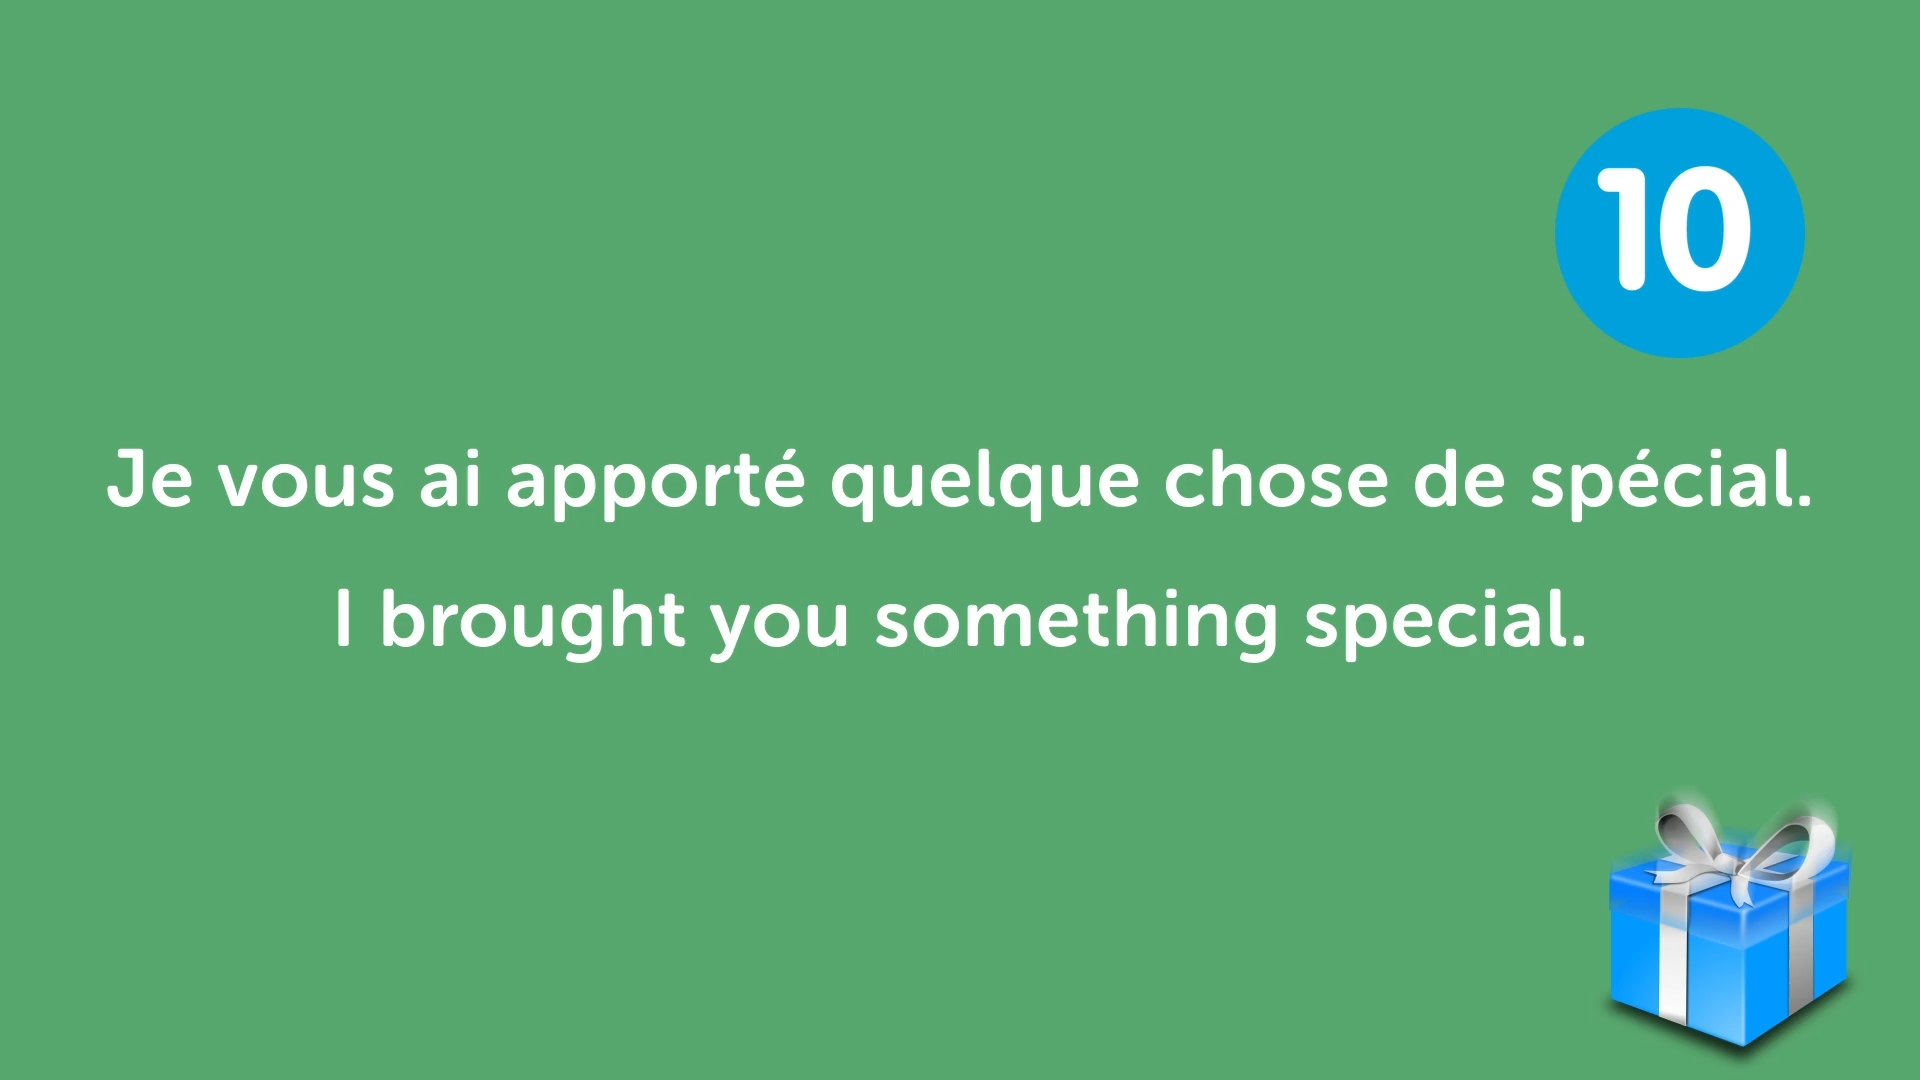 10
Je vous ai apporté quelque chose de spécial.
I brought you something special.